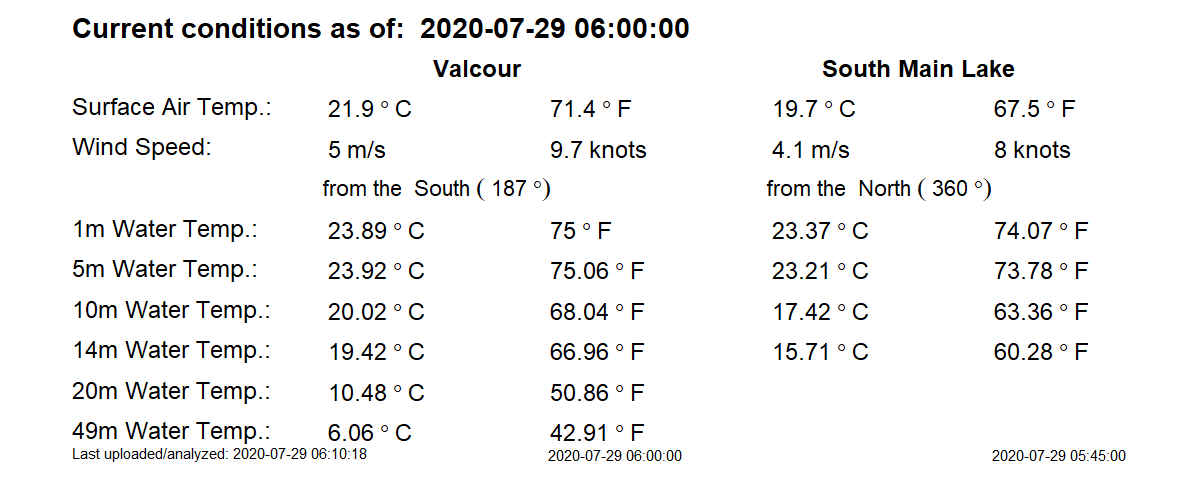 Current conditions as of:  2020-07-29 06:00:00
Valcour South Main Lake
Surface Air Temp.: 21.9 ° C 71.4 ° F 19.7 ° C 67.5 ° F
Wind Speed: 5 m/s 9.7 knots 4.1 m/s 8 knots
from the  South ( 187 °) from the  North ( 360 °)
1m Water Temp.: 23.89 ° C 75 ° F 23.37 ° C 74.07 ° F
5m Water Temp.: 23.92 ° C 75.06 ° F 23.21 ° C 73.78 ° F
10m Water Temp.: 20.02 ° C 68.04 ° F 17.42 ° C 63.36 ° F
14m Water Temp.: 19.42 ° C 66.96 ° F 15.71 ° C 60.28 ° F
20m Water Temp.: 10.48 ° C 50.86 ° F
49m Water Temp.: 6.06 ° C 42.91 ° F
Last uploaded/analyzed: 2020-07-29 06:10:18 2020-07-29 06:00:00 2020-07-29 05:45:00